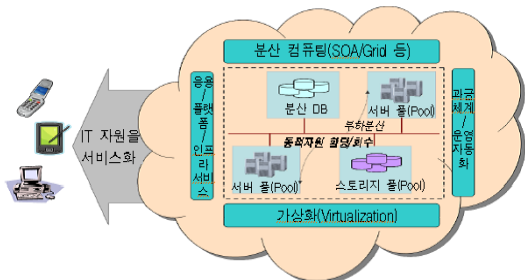 분산 컴퓨팅(SOA/Grid 등)
응용
/
플랫
폼/
인프
라
서비
스
분산 DB
서버 풀(Pool)
부하분산
동적자원 할당/회수
서버 풀(Pool)
스토리지 풀(Pool)
과금
체계
/
운영
자동
화
가상화(Virtualization)
IT 자원을
서비스화